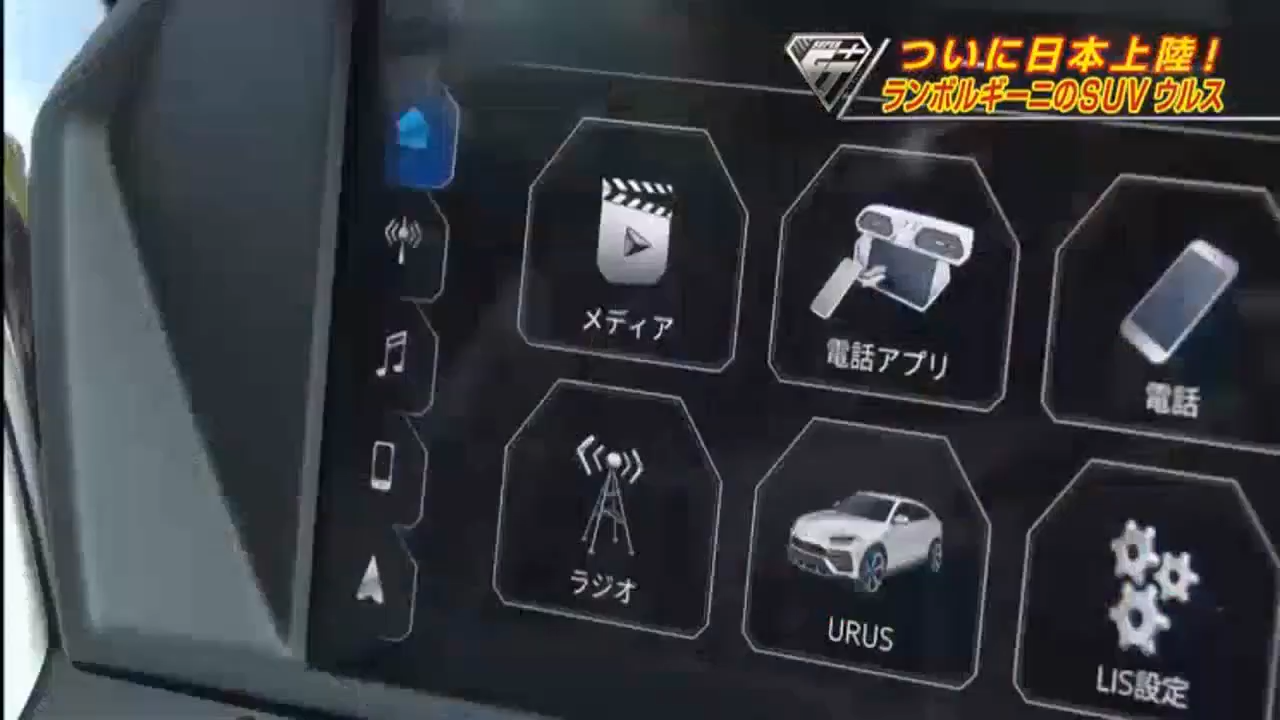 SUPER
GT+
ついに日本上陸！
ランボルギーニのSUV ウルス
メディア
電話アプリ
電話
ラジオ
URUS
LIS設定